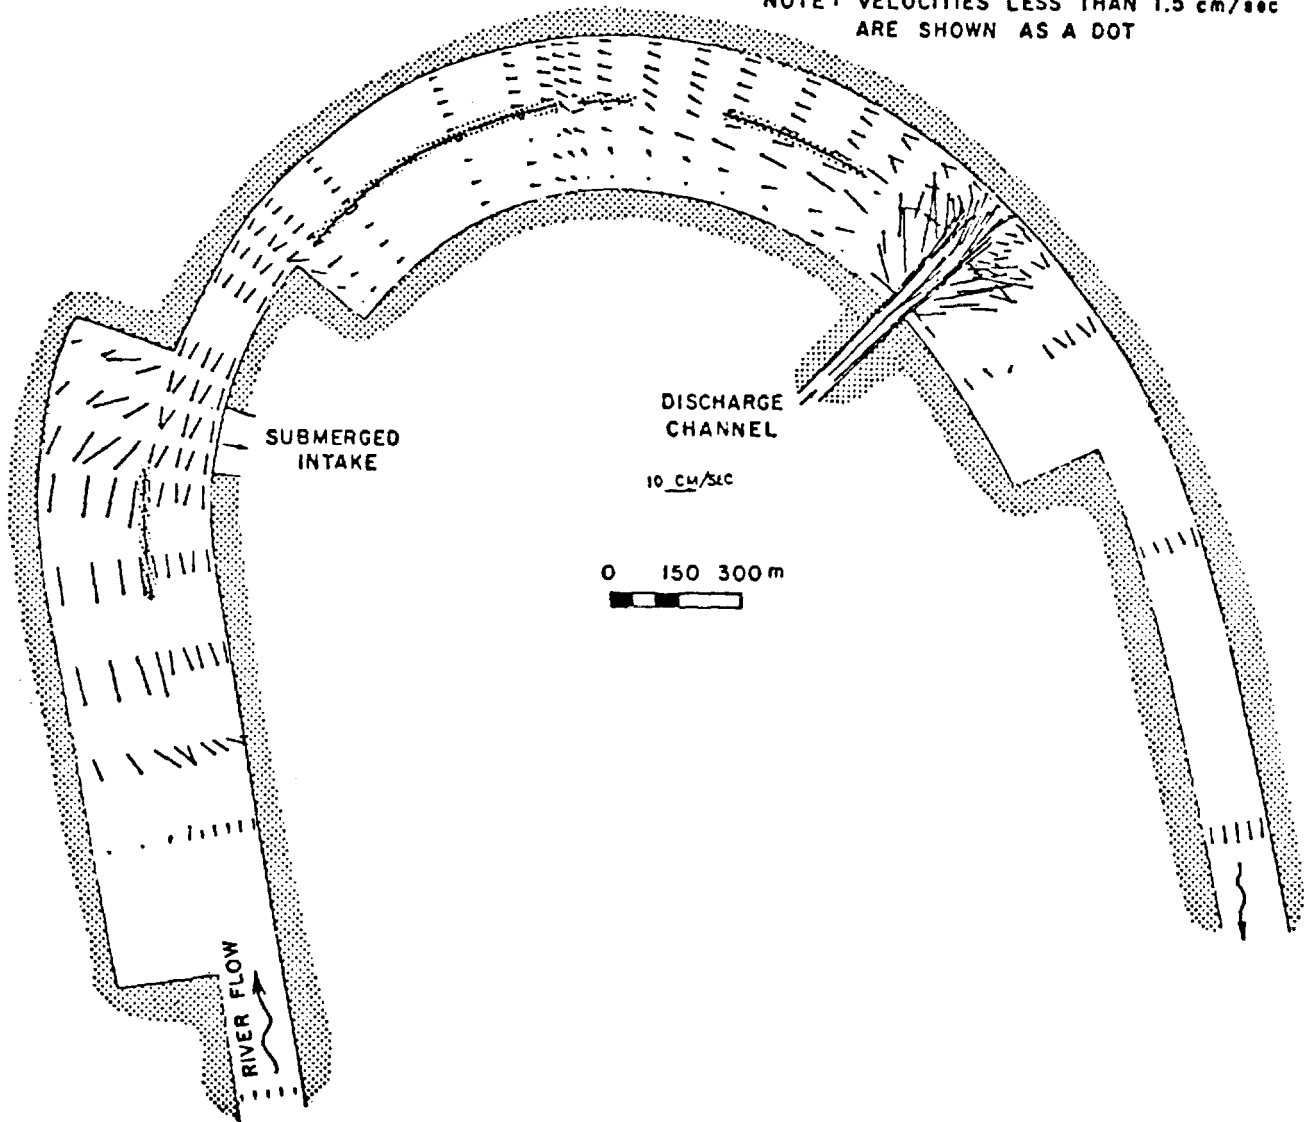 NOTE: VELOCITIES LESS THAN 1.5 cm/sec
ARE SHOWN AS A DOT
SUBMERGED
INTAKE
DISCHARGE
CHANNEL
10 CM/SEC
0 150 300 m
RIVER FLOW